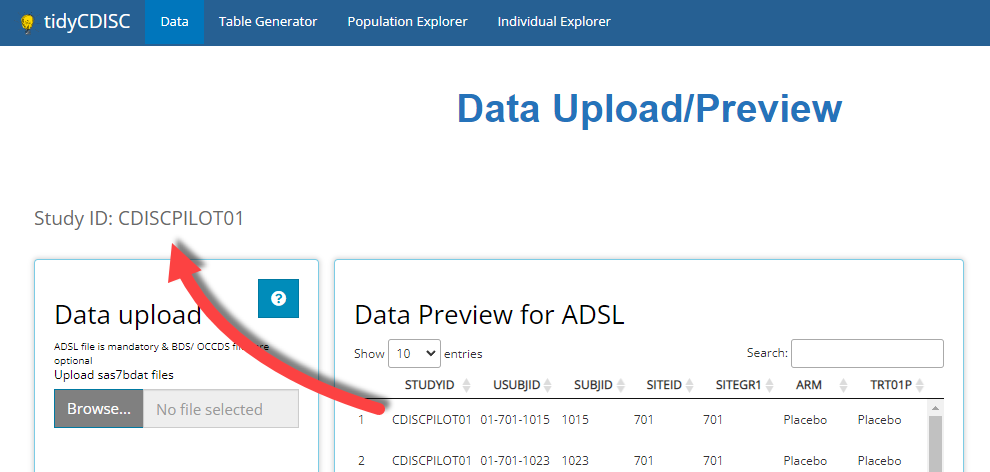 tidyCDISC Data Table Generator Population Explorer Individual Explorer
Data Upload/Preview
Study ID: CDISCPILOT01
?
Data upload
ADSL file is mandatory & BDS/ OCCDS
optional
Upload sas7bdat files
Browse... No file selected
Data Preview for ADSL
Show 10 entries Search:
STUDYID USUBJID SUBJID SITEID SITEGR1 ARM TRT01P
1 CDISCPILOT01 01-701-1015 1015 701 701 Placebo Placebo
2 CDISCPILOT01 01-701-1023 1023 701 701 Placebo Placebo